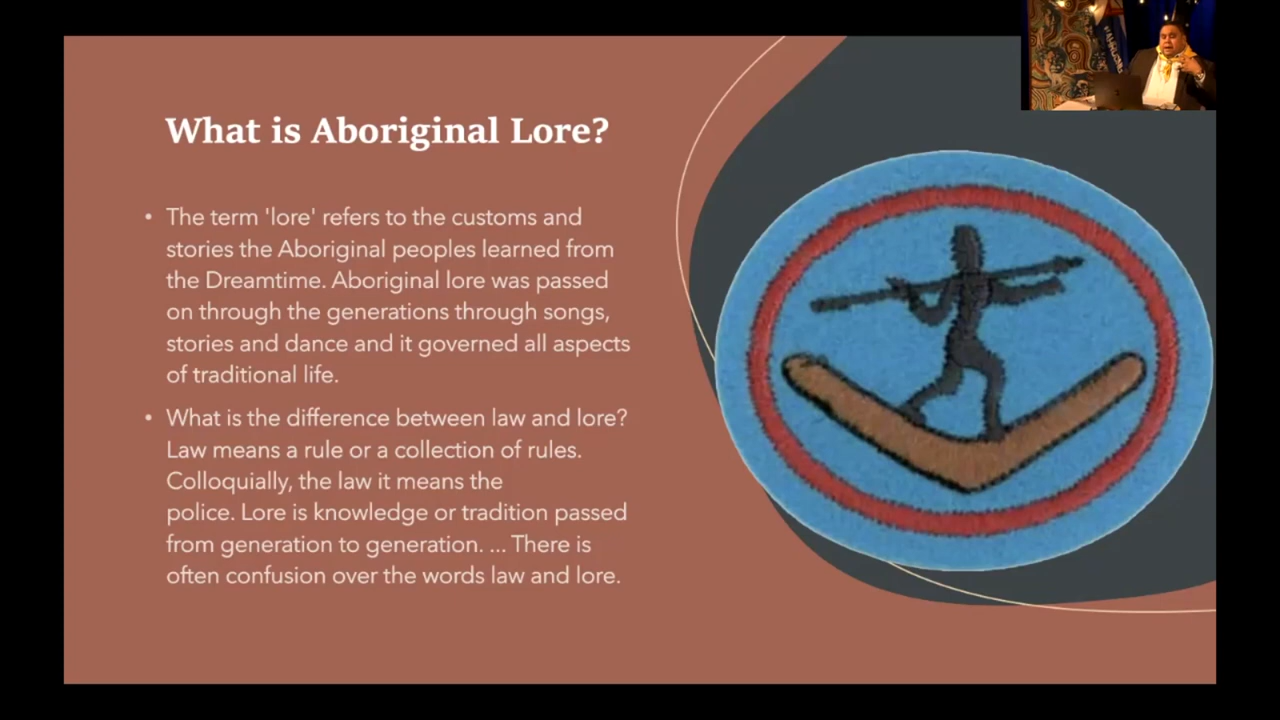 What is Aboriginal Lore?
• The term 'lore' refers to the customs and
stories the Aboriginal peoples learned from
the Dreamtime. Aboriginal lore was passed
on through the generations through songs,
stories and dance and it governed all aspects
of traditional life.
• What is the difference between law and lore?
Law means a rule or a collection of rules.
Colloquially, the law it means the
police. Lore is knowledge or tradition passed
from generation to generation. ... There is
often confusion over the words law and lore.